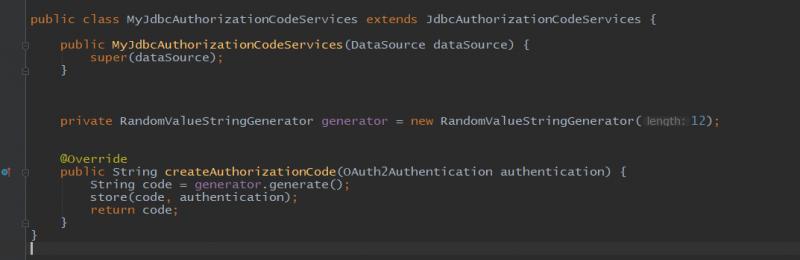 public class MyJdbcAuthorizationCodeServices extends JdbcAuthorizationCodeServices {
public MyJdbcAuthorizationCodeServices(DataSource dataSource) {
super(dataSource);
}
private RandomValueStringGenerator generator = new RandomValueStringGenerator( length: 12);
@Override
public String createAuthorizationCode(OAuth2Authentication authentication) {
String code = generator.generate();
store(code, authentication);
return code;
}
}